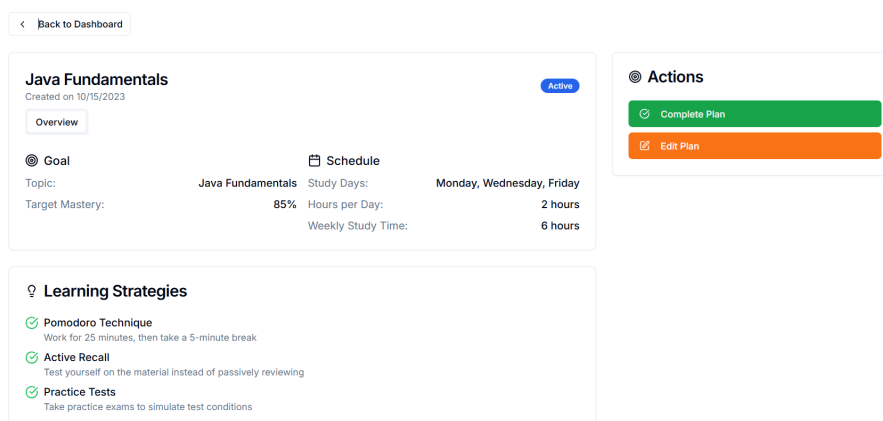 Back to Dashboard
Java Fundamentals
Created on 10/15/2023
Active
Overview
Goal
Topic: Java Fundamentals
Target Mastery: 85%
Schedule
Study Days: Monday, Wednesday, Friday
Hours per Day: 2 hours
Weekly Study Time: 6 hours
Learning Strategies
Pomodoro Technique
Work for 25 minutes, then take a 5-minute break
Active Recall
Test yourself on the material instead of passively reviewing
Practice Tests
Take practice exams to simulate test conditions
Actions
Complete Plan
Edit Plan